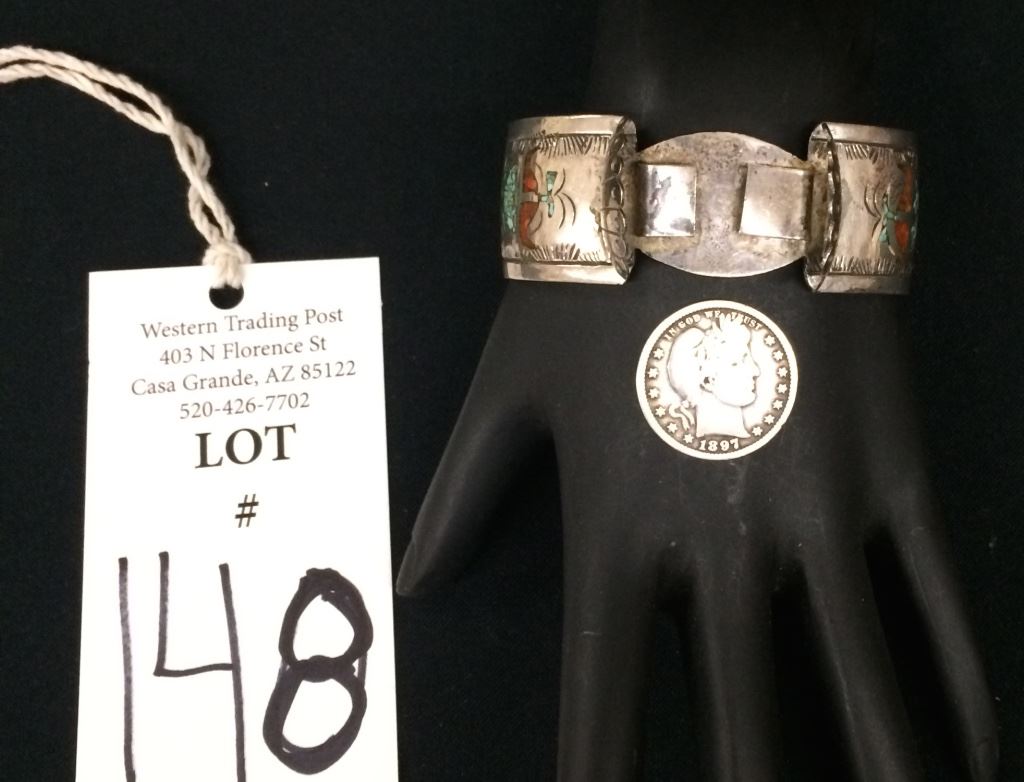 Western Trading Post
403 N Florence St
Casa Grande, AZ 85122
520-426-7702
LOT
#
148
IN GOD WE TRUST
1897